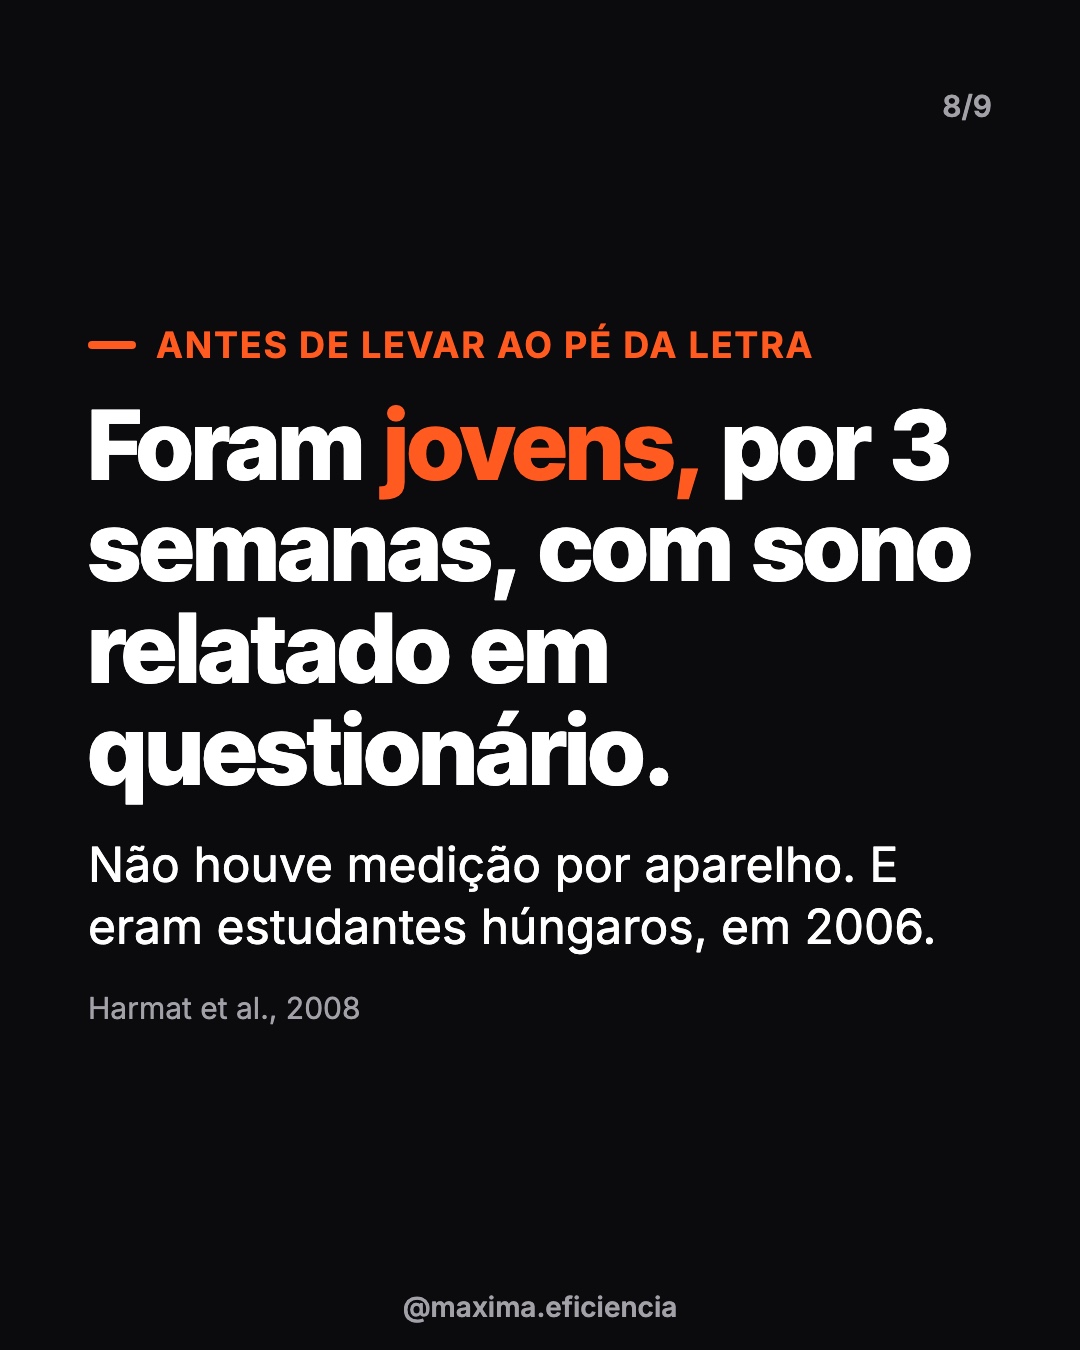 8/9
ANTES DE LEVAR AO PÉ DA LETRA
Foram jovens, por 3
semanas, com sono
relatado em
questionário.
Não houve medição por aparelho. E
eram estudantes húngaros, em 2006.
Harmat et al., 2008
@maxima.eficiencia